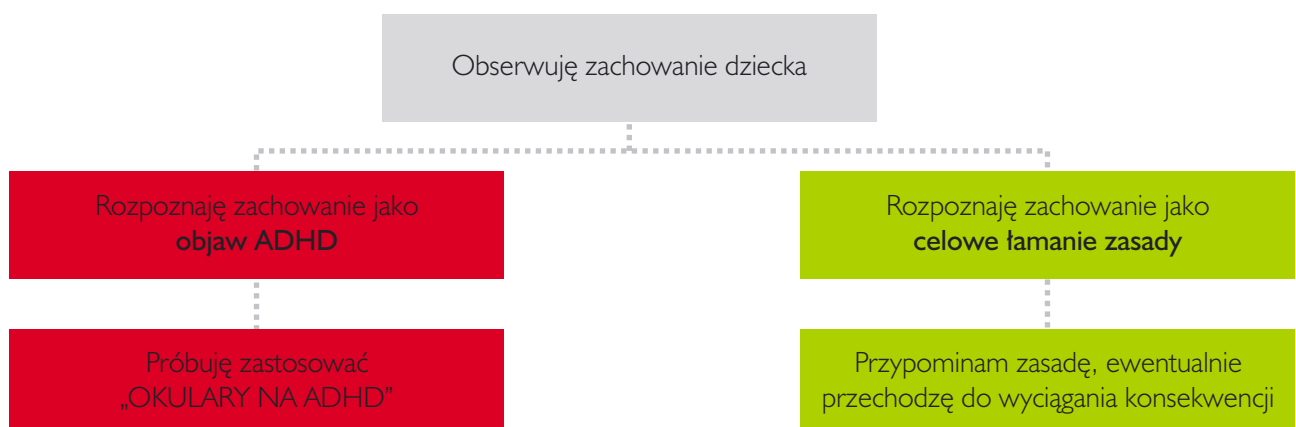 Obserwuję zachowanie dziecka
Rozpoznaję zachowanie jako
objaw ADHD
Rozpoznaję zachowanie jako
celowe łamanie zasady
Próbuję zastosować
„OKULARY NA ADHD”
Przypominam zasadę, ewentualnie
przechodzę do wyciągania konsekwencji